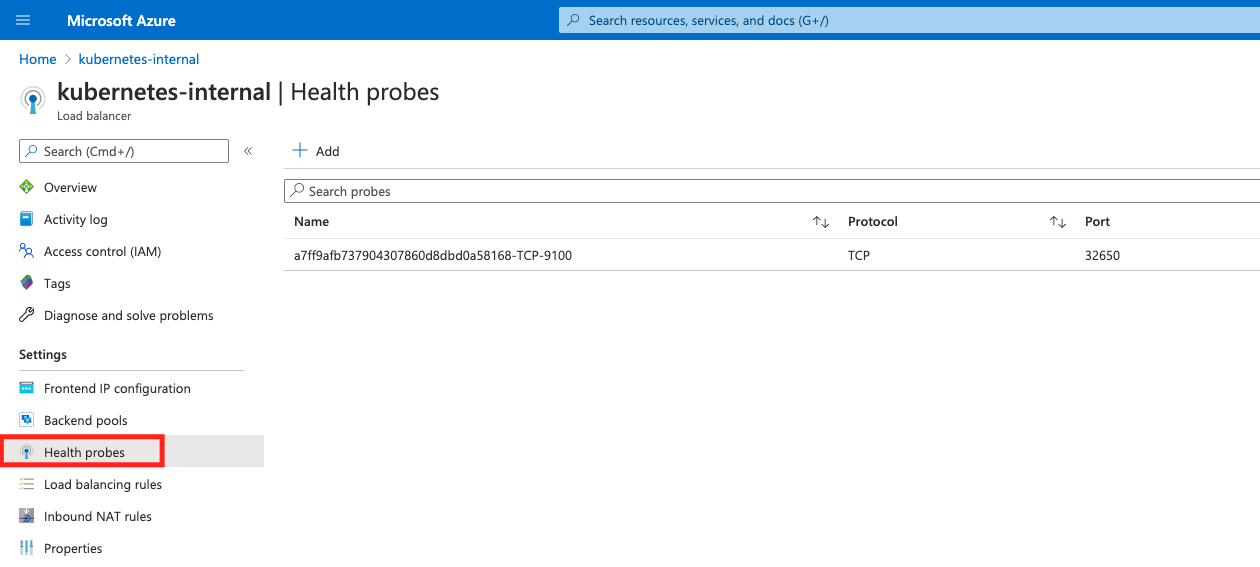 Microsoft Azure
Search resources, services, and docs (G+/)
Home > kubernetes-internal
kubernetes-internal | Health probes
Load balancer
Search (Cmd+/)
«
Overview
Activity log
Access control (IAM)
Tags
Diagnose and solve problems
Settings
Frontend IP configuration
Backend pools
Health probes
Load balancing rules
Inbound NAT rules
Properties
+ Add
Search probes
Name ↑↓ Protocol ↑↓ Port
a7ff9afb737904307860d8dbd0a58168-TCP-9100 TCP 32650